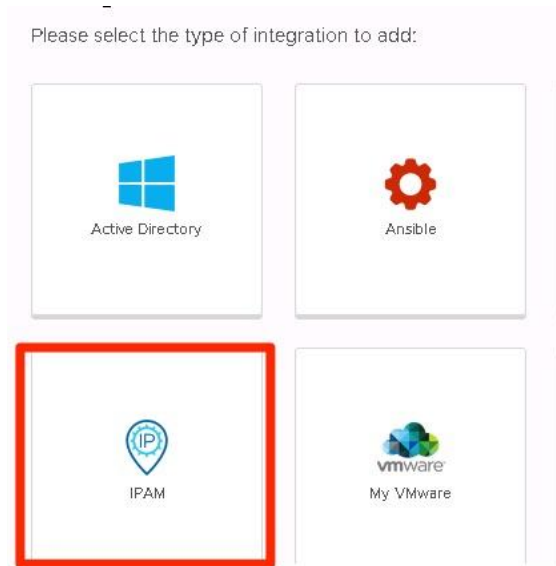 Please select the type of integration to add:
Active Directory
Ansible
IP
IPAM
vmware
My VMware